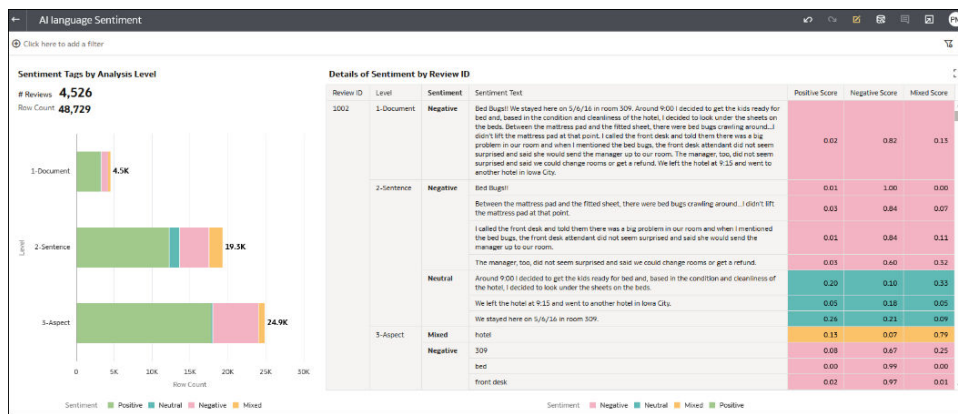 AI language Sentiment
PM
Click here to add a filter
Sentiment Tags by Analysis Level
# Reviews 4,526
Row Count 48,729
1-Document
4.5K
2-Sentence
19.3K
3-Aspect
24.9K
Level
0 5K 10K 15K 20K 25K 30K
Row Count
Sentiment Positive Neutral Negative Mixed
Details of Sentiment by Review ID
Review ID Level Sentiment Sentiment Text Positive Score Negative Score Mixed Score
1002 1-Document Negative Bed Bugs!! We stayed here on 5/6/16 in room 309. Around 9:00 I decided to get the kids ready for
bed and, based in the condition and cleanliness of the hotel, I decided to look under the sheets on
the beds. Between the mattress pad and the fitted sheet, there were bed bugs crawling around...I
didn't lift the mattress pad at that point. I called the front desk and told them there was a big
problem in our room and when I mentioned the bed bugs, the front desk attendant did not seem
surprised and said she would send the manager up to our room. The manager, too, did not seem
surprised and said we could change rooms or get a refund. We left the hotel at 9:15 and went to
another hotel in Iowa City.
0.02 0.82 0.13
2-Sentence Negative Bed Bugs!! 0.01 1.00 0.00
Between the mattress pad and the fitted sheet, there were bed bugs crawling around...I didn't lift
the mattress pad at that point.
0.03 0.84 0.07
I called the front desk and told them there was a big problem in our room and when I mentioned
the bed bugs, the front desk attendant did not seem surprised and said she would send the
manager up to our room.
0.01 0.84 0.11
The manager, too, did not seem surprised and said we could change rooms or get a refund. 0.03 0.60 0.32
Neutral Around 9:00 I decided to get the kids ready for bed and, based in the condition and cleanliness of
the hotel, I decided to look under the sheets on the beds.
0.20 0.10 0.33
We left the hotel at 9:15 and went to another hotel in Iowa City. 0.05 0.18 0.05
We stayed here on 5/6/16 in room 309. 0.26 0.21 0.09
3-Aspect Mixed hotel 0.13 0.07 0.79
Negative 309 0.08 0.67 0.25
bed 0.00 0.99 0.00
front desk 0.02 0.97 0.01
Sentiment Negative Neutral Mixed Positive